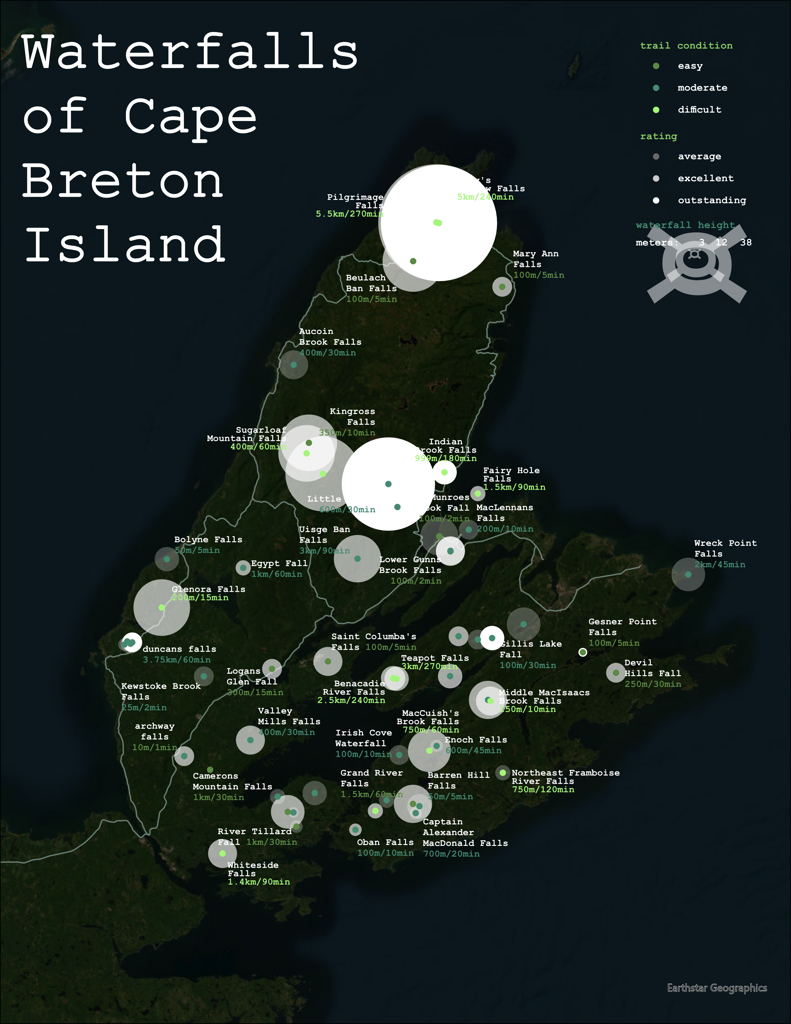 Waterfalls
of Cape
Breton
Island
trail condition
easy
moderate
difficult
rating
average
excellent
outstanding
waterfall height
meters: 3 12 38
Pilgrimage
Falls
5.5km/270min
Falls
5km/240min
Mary Ann
Falls
100m/5min
Beulach
Ban Falls
100m/5min
Aucoin
Brook Falls
400m/30min
Kingross
Falls
350m/10min
Sugarloaf
Mountain Falls
400m/60min
Indian
Brook Falls
/180min
Fairy Hole
Falls
1.5km/90min
Little
600m/30min
Munroes
Brook Fall
100m/2min
MacLennans
Falls
200m/10min
Uisge Ban
Falls
3km/90min
Lower Gunns
Brook Falls
100m/2min
Wreck Point
Falls
2km/45min
Bolyne Falls
50m/5min
Egypt Fall
1km/60min
Glenora Falls
200m/15min
duncans falls
3.75km/60min
Saint Columba's
Falls
100m/5min
Gillis Lake
Fall
100m/30min
Gesner Point
Falls
100m/5min
Devil
Hills Fall
250m/30min
Teapot Falls
3km/270min
Logans
Glen Fall
300m/15min
Kewstoke Brook
Falls
25m/2min
Benacadie
River Falls
2.5km/240min
Middle MacIsaacs
Brook Falls
50m/10min
archway
falls
10m/1min
Valley
Mills Falls
400m/30min
MacCuish's
Brook Falls
750m/60min
Irish Cove
Waterfall
100m/10min
Enoch Falls
600m/45min
Camerons
Mountain Falls
1km/30min
Grand River
Falls
1.5km/60min
Barren Hill
Falls
50m/5min
Northeast Framboise
River Falls
750m/120min
River Tillard
Fall 1km/30min
Oban Falls
100m/10min
Captain
Alexander
MacDonald Falls
700m/20min
Whiteside
Falls
1.4km/90min
Earthstar Geographics